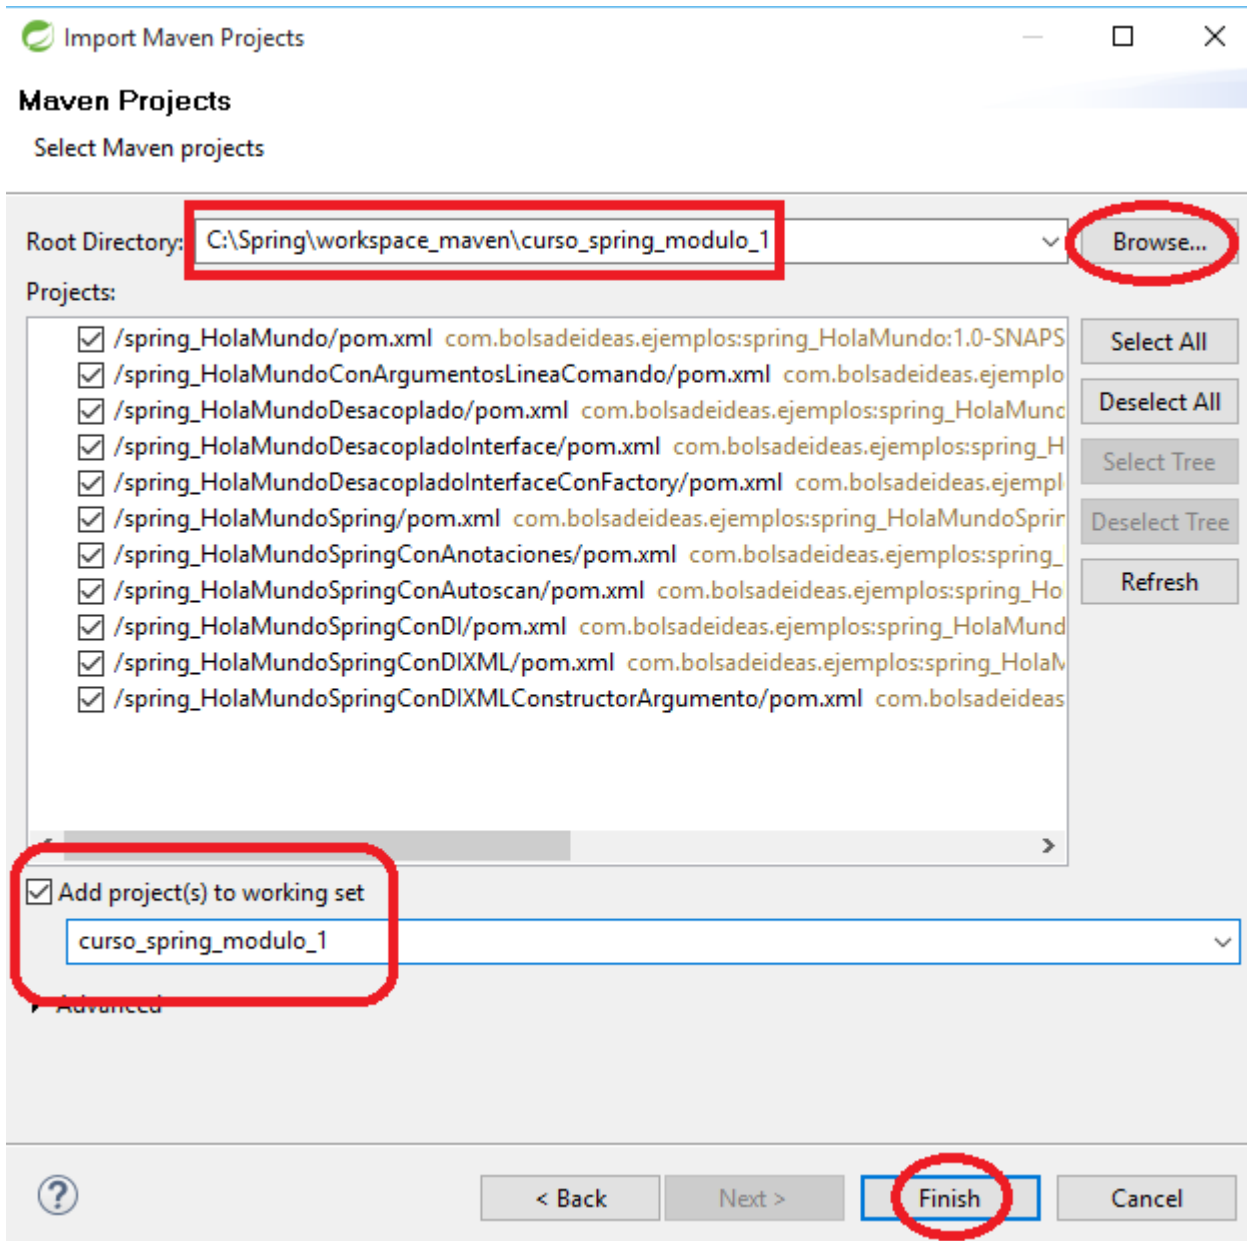 Import Maven Projects
Maven Projects
Select Maven projects
Root Directory: C:\Spring\workspace_maven\curso_spring_modulo_1 Browse...
Projects:
/spring_HolaMundo/pom.xml com.bolsadeideas.ejemplos:spring_HolaMundo:1.0-SNAPS
/spring_HolaMundoConArgumentosLineaComando/pom.xml com.bolsadeideas.ejemplo
/spring_HolaMundoDesacoplado/pom.xml com.bolsadeideas.ejemplos:spring_HolaMund
/spring_HolaMundoDesacopladoInterface/pom.xml com.bolsadeideas.ejemplos:spring_H
/spring_HolaMundoDesacopladoInterfaceConFactory/pom.xml com.bolsadeideas.ejempl
/spring_HolaMundoSpring/pom.xml com.bolsadeideas.ejemplos:spring_HolaMundoSprin
/spring_HolaMundoSpringConAnotaciones/pom.xml com.bolsadeideas.ejemplos:spring_
/spring_HolaMundoSpringConAutoscan/pom.xml com.bolsadeideas.ejemplos:spring_Ho
/spring_HolaMundoSpringConDI/pom.xml com.bolsadeideas.ejemplos:spring_HolaMund
/spring_HolaMundoSpringConDIXML/pom.xml com.bolsadeideas.ejemplos:spring_HolaM
/spring_HolaMundoSpringConDIXMLConstructorArgumento/pom.xml com.bolsadeideas
Select All
Deselect All
Select Tree
Deselect Tree
Refresh
Add project(s) to working set
curso_spring_modulo_1
Advanced
< Back Next > Finish Cancel